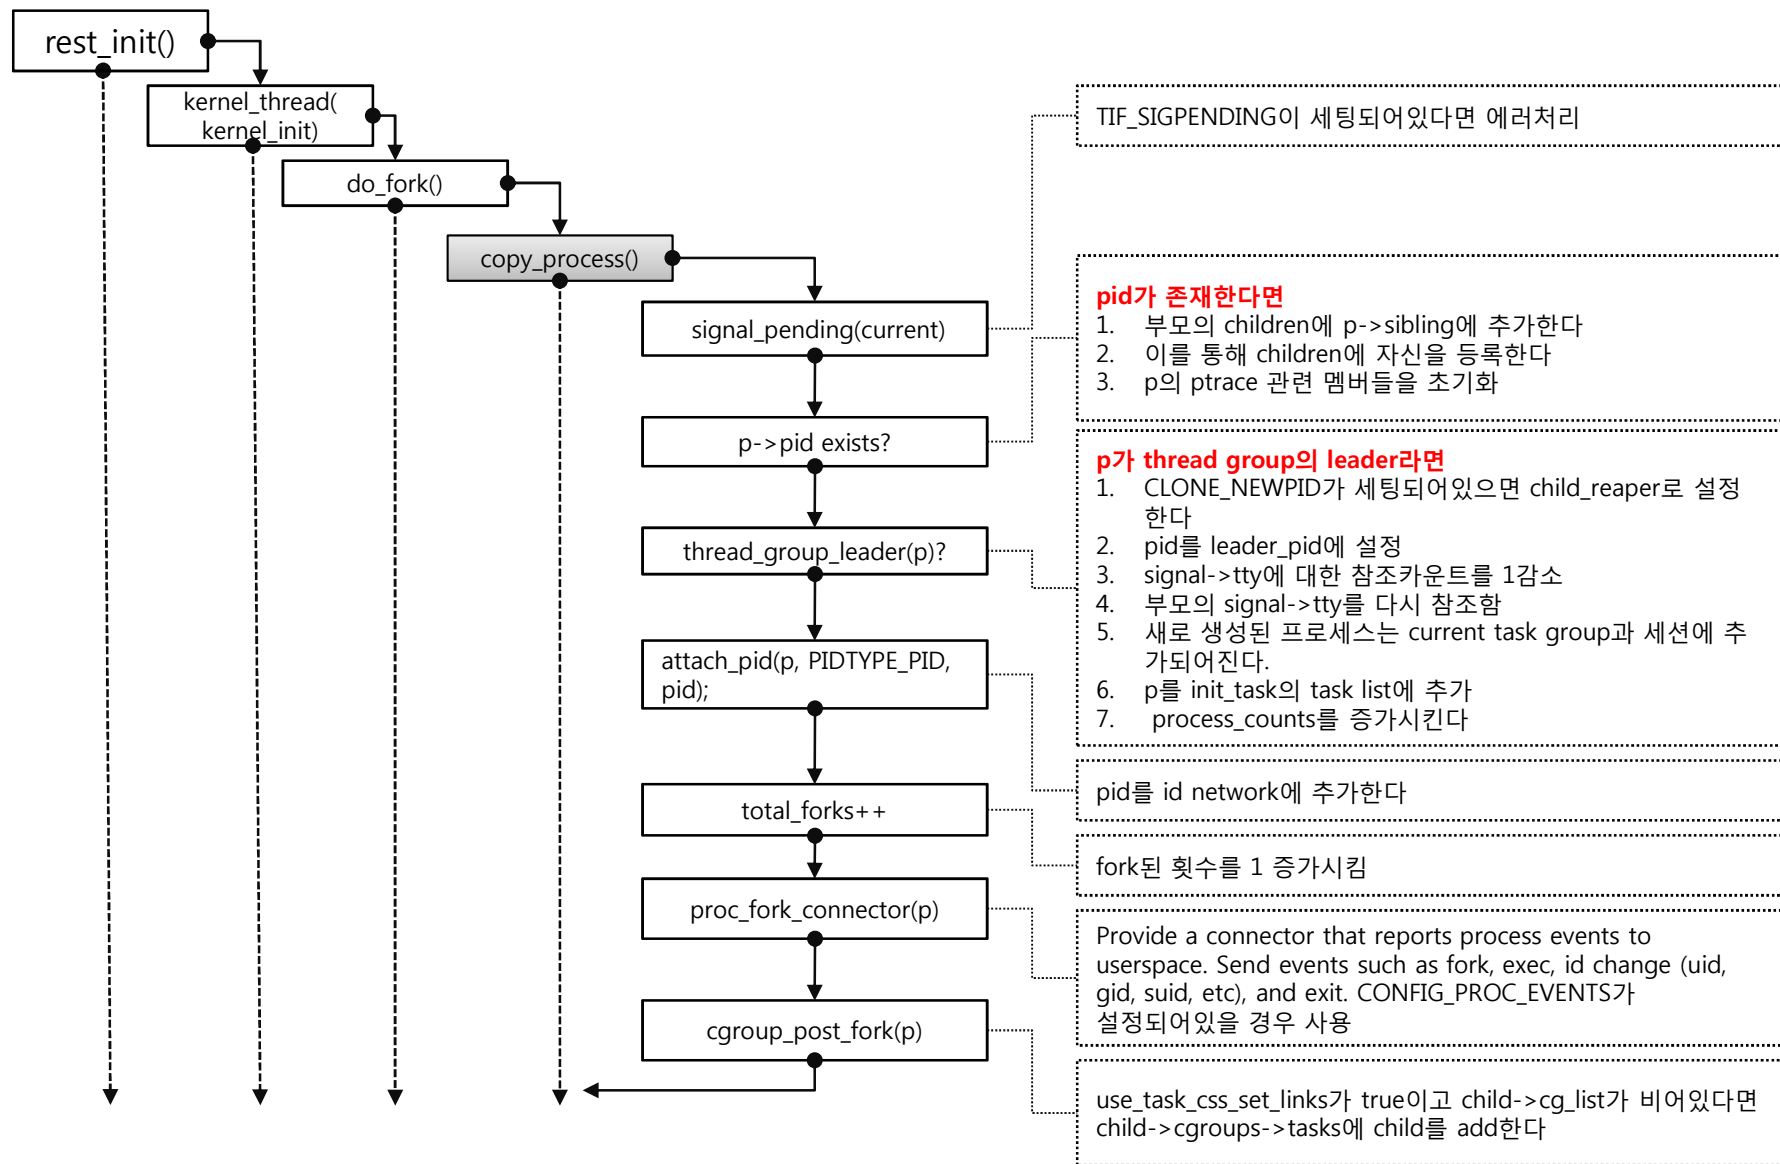 rest_init()
kernel_thread(
kernel_init)
do_fork()
copy_process()
signal_pending(current)
p->pid exists?
thread_group_leader(p)?
attach_pid(p, PIDTYPE_PID,
pid);
total_forks++
proc_fork_connector(p)
cgroup_post_fork(p)
TIF_SIGPENDING이 세팅되어있다면 에러처리
pid가 존재한다면
1. 부모의 children에 p->sibling에 추가한다
2. 이를 통해 children에 자신을 등록한다
3. p의 ptrace 관련 멤버들을 초기화
p가 thread group의 leader라면
1. CLONE_NEWPID가 세팅되어있으면 child_reaper로 설정
한다
2. pid를 leader_pid에 설정
3. signal->tty에 대한 참조카운트를 1감소
4. 부모의 signal->tty를 다시 참조함
5. 새로 생성된 프로세스는 current task group과 세션에 추
가되어진다.
6. p를 init_task의 task list에 추가
7. process_counts를 증가시킨다
pid를 id network에 추가한다
fork된 횟수를 1 증가시킴
Provide a connector that reports process events to
userspace. Send events such as fork, exec, id change (uid,
gid, suid, etc), and exit. CONFIG_PROC_EVENTS가
설정되어있을 경우 사용
use_task_css_set_links가 true이고 child->cg_list가 비어있다면
child->cgroups->tasks에 child를 add한다